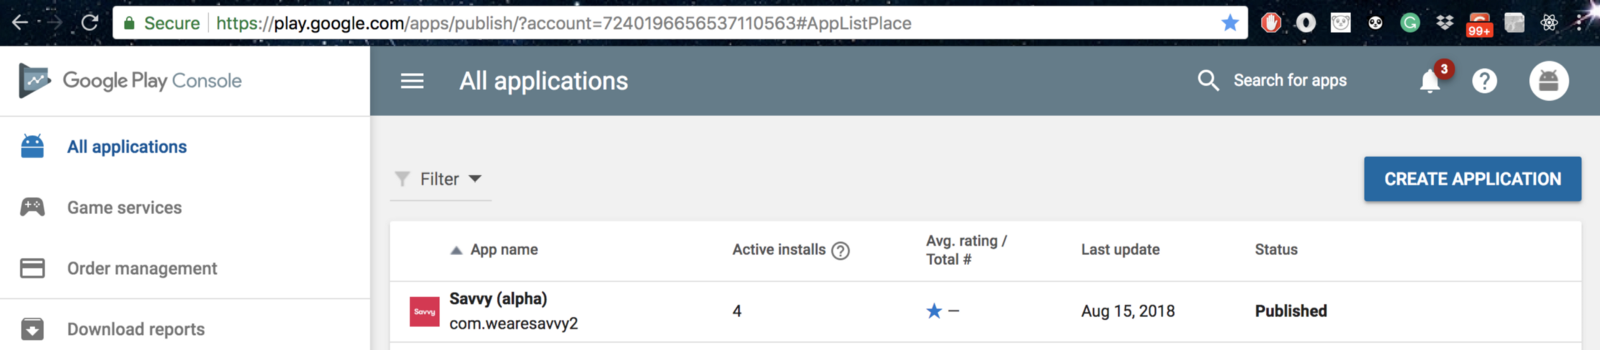 Secure https://play.google.com/apps/publish/?account=7240196656537110563#AppListPlace
99+
Google Play Console
All applications
Search for apps
3
All applications
Game services
Order management
Download reports
Filter
CREATE APPLICATION
App name
Active installs
Avg. rating /
Total #
Last update
Status
Savvy
Savvy (alpha)
com.wearesavvy2
4
–
Aug 15, 2018
Published